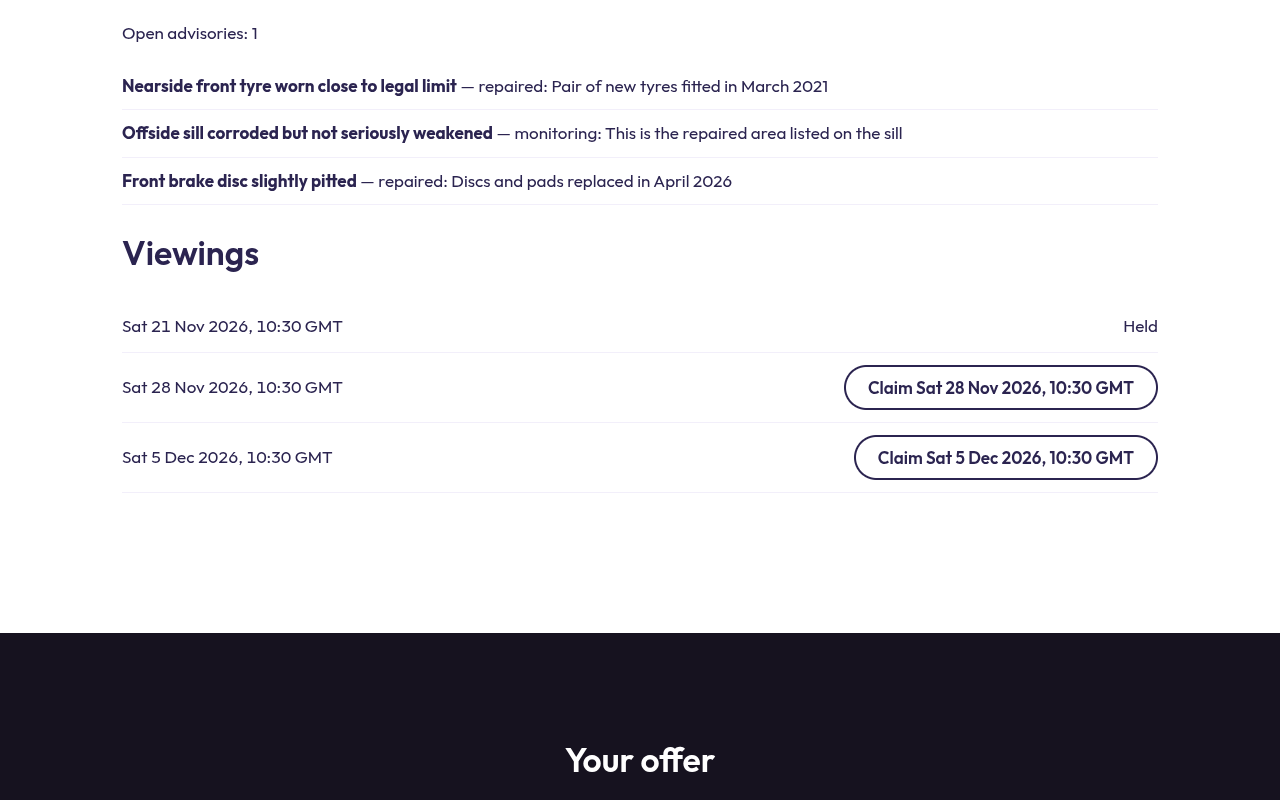 Open advisories: 1
Nearside front tyre worn close to legal limit — repaired: Pair of new tyres fitted in March 2021
Offside sill corroded but not seriously weakened — monitoring: This is the repaired area listed on the sill
Front brake disc slightly pitted — repaired: Discs and pads replaced in April 2026
Viewings
Sat 21 Nov 2026, 10:30 GMT Held
Sat 28 Nov 2026, 10:30 GMT Claim Sat 28 Nov 2026, 10:30 GMT
Sat 5 Dec 2026, 10:30 GMT Claim Sat 5 Dec 2026, 10:30 GMT
Your offer